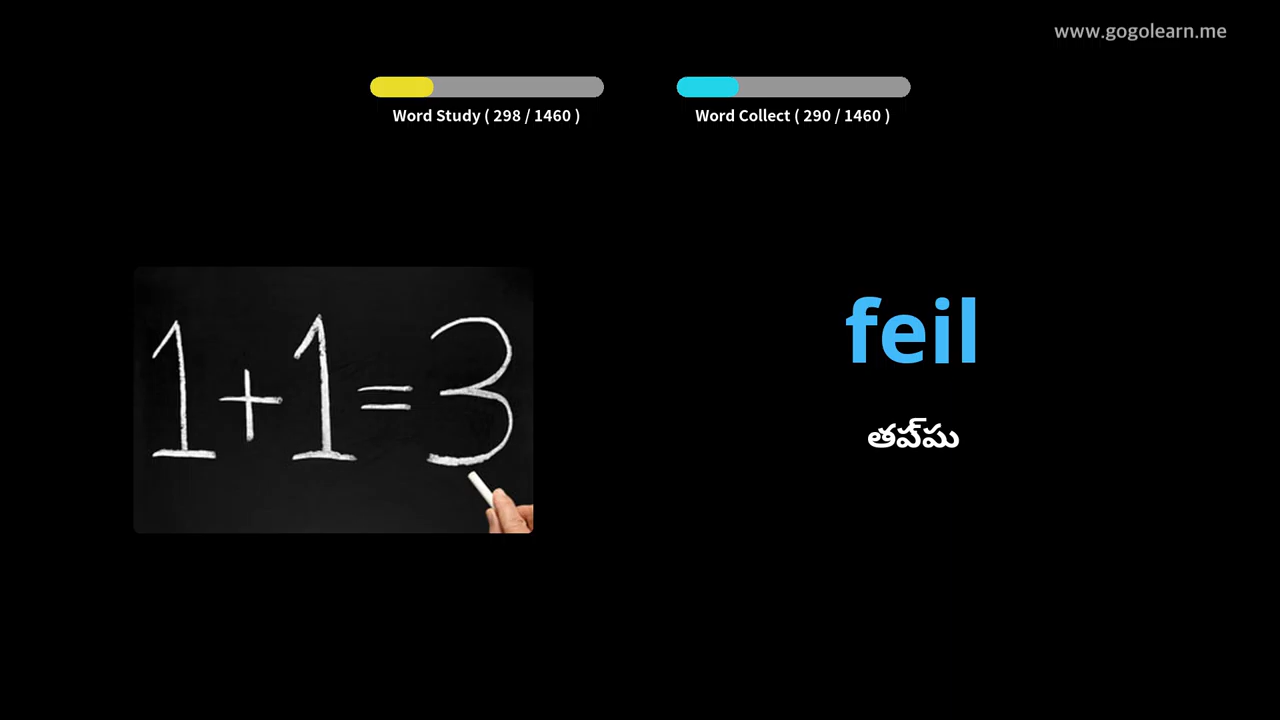 www.gogolearn.me
Word Study ( 298 / 1460 )
Word Collect ( 290 / 1460 )
1+1=3
feil
తప్పు